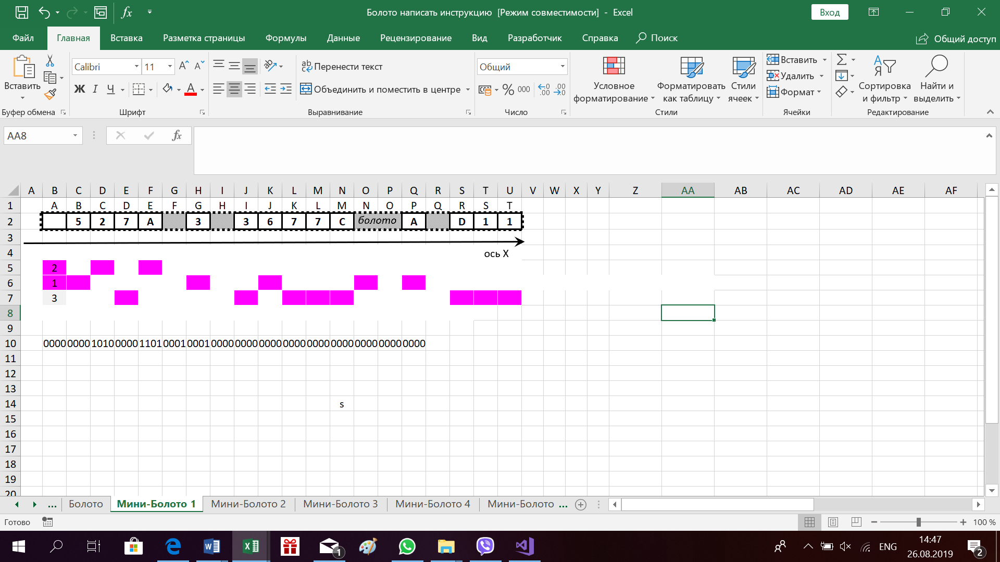 Болото написать инструкцию [Режим совместимости] - Excel
Вход
Файл Главная Вставка Разметка страницы Формулы Данные Рецензирование Вид Разработчик Справка Поиск Общий доступ
Вставить
Calibri 11
Ж К Ч
Перенести текст
Объединить и поместить в центре
Общий
% 000
Условное форматирование
Форматировать как таблицу
Стили ячеек
Вставить
Удалить
Формат
Сортировка и фильтр
Найти и выделить
Буфер обмена Шрифт Выравнивание Число Стили Ячейки Редактирование
AA8 fx
A B C D E F G H I J K L M N O P Q R S T U V W X Y Z AA AB AC AD AE AF
1 A B C D E F G H I J K L M N O P Q R S T
2 5 2 7 A 3 3 6 7 7 C болото A D 1 1
3
4 ось X
5 2
6 1
7 3
8
9
10 0000 0000 1010 0000 1101 0001 0001 0000 0000 0000 0000 0000 0000 0000 0000 0000
11
12
13
14 s
15
16
17
18
19
20
... Болото Мини-Болото 1 Мини-Болото 2 Мини-Болото 3 Мини-Болото 4 Мини-Болото ...
Готово 100 %
1 ENG 14:47 2
26.08.2019